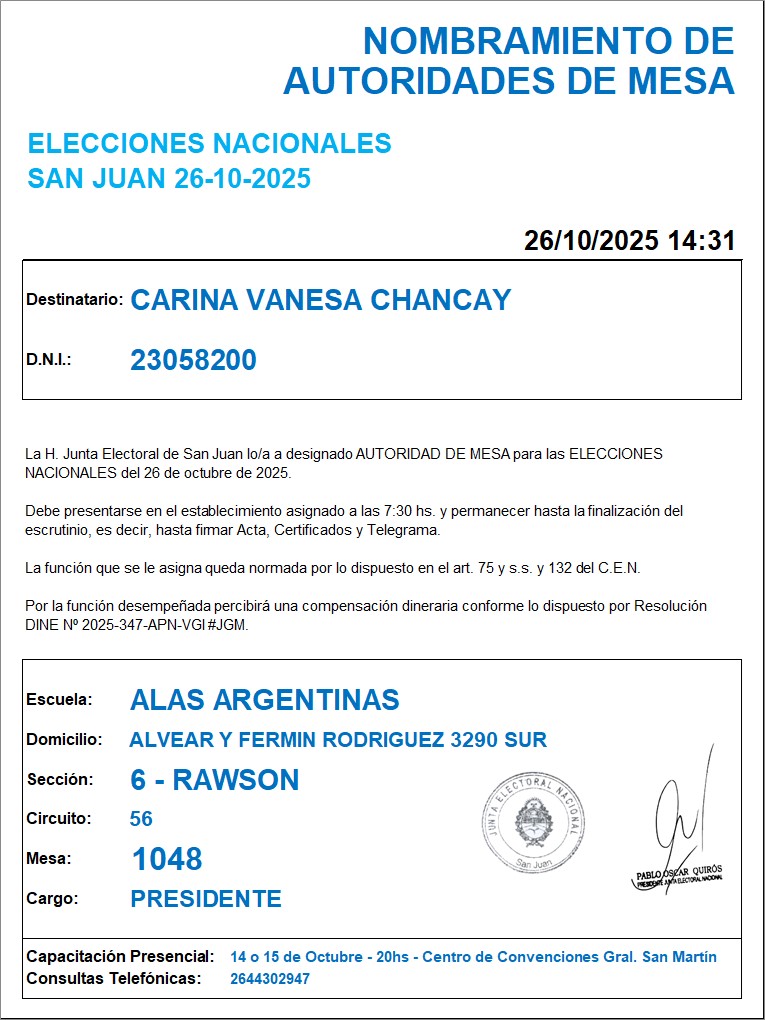 NOMBRAMIENTO DE
AUTORIDADES DE MESA
ELECCIONES NACIONALES
SAN JUAN 26-10-2025
26/10/2025 14:31
Destinatario: CARINA VANESA CHANCAY
D.N.I.: 23058200
La H. Junta Electoral de San Juan lo/a a designado AUTORIDAD DE MESA para las ELECCIONES
NACIONALES del 26 de octubre de 2025.
Debe presentarse en el establecimiento asignado a las 7:30 hs. y permanecer hasta la finalización del
escrutinio, es decir, hasta firmar Acta, Certificados y Telegrama.
La función que se le asigna queda normada por lo dispuesto en el art. 75 y s.s. y 132 del C.E.N.
Por la función desempeñada percibirá una compensación dineraria conforme lo dispuesto por Resolución
DINE Nº 2025-347-APN-VGI#JGM.
Escuela: ALAS ARGENTINAS
Domicilio: ALVEAR Y FERMIN RODRIGUEZ 3290 SUR
Sección: 6 - RAWSON
Circuito: 56
Mesa: 1048
Cargo: PRESIDENTE
JUNTA ELECTORAL NACIONAL
San Juan
PABLO OSCAR QUIRÓS
PRESIDENTE JUNTA ELECTORAL NACIONAL
Capacitación Presencial: 14 o 15 de Octubre - 20hs - Centro de Convenciones Gral. San Martín
Consultas Telefónicas: 2644302947